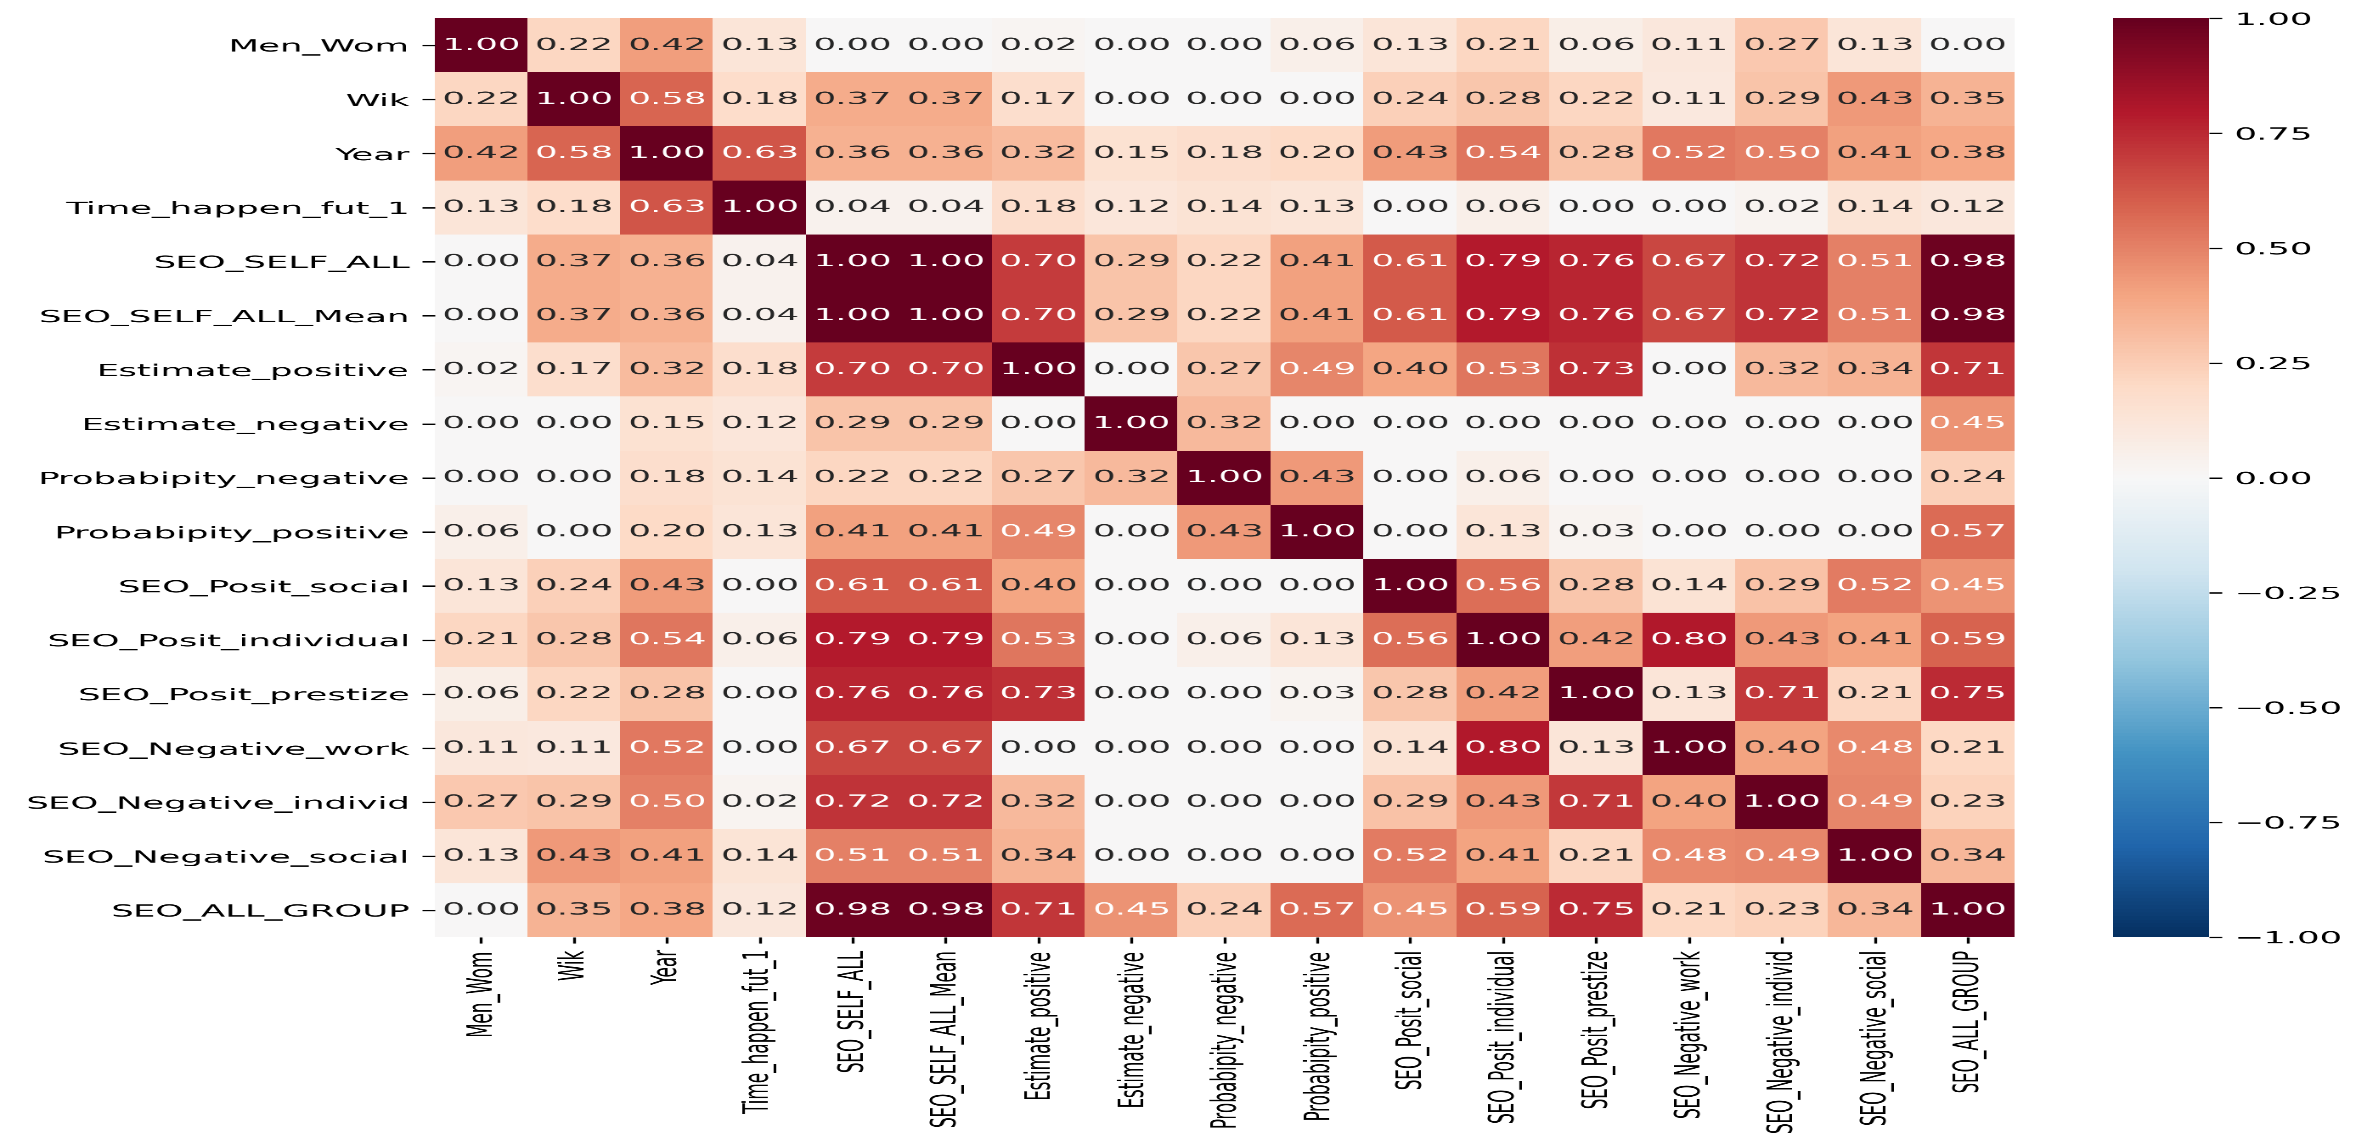 Men_Wom 1.00 0.22 0.42 0.13 0.00 0.00 0.02 0.00 0.00 0.06 0.13 0.21 0.06 0.11 0.27 0.13 0.00
Wik 0.22 1.00 0.58 0.18 0.37 0.37 0.17 0.00 0.00 0.00 0.24 0.28 0.22 0.11 0.29 0.43 0.35
Year 0.42 0.58 1.00 0.63 0.36 0.36 0.32 0.15 0.18 0.20 0.43 0.54 0.28 0.52 0.50 0.41 0.38
Time_happen_fut_1 0.13 0.18 0.63 1.00 0.04 0.04 0.18 0.12 0.14 0.13 0.00 0.06 0.00 0.00 0.02 0.14 0.12
SEO_SELF_ALL 0.00 0.37 0.36 0.04 1.00 1.00 0.70 0.29 0.22 0.41 0.61 0.79 0.76 0.67 0.72 0.51 0.98
SEO_SELF_ALL_Mean 0.00 0.37 0.36 0.04 1.00 1.00 0.70 0.29 0.22 0.41 0.61 0.79 0.76 0.67 0.72 0.51 0.98
Estimate_positive 0.02 0.17 0.32 0.18 0.70 0.70 1.00 0.00 0.27 0.49 0.40 0.53 0.73 0.00 0.32 0.34 0.71
Estimate_negative 0.00 0.00 0.15 0.12 0.29 0.29 0.00 1.00 0.32 0.00 0.00 0.00 0.00 0.00 0.00 0.00 0.45
Probabipity_negative 0.00 0.00 0.18 0.14 0.22 0.22 0.27 0.32 1.00 0.43 0.00 0.06 0.00 0.00 0.00 0.00 0.24
Probabipity_positive 0.06 0.00 0.20 0.13 0.41 0.41 0.49 0.00 0.43 1.00 0.00 0.13 0.03 0.00 0.00 0.00 0.57
SEO_Posit_social 0.13 0.24 0.43 0.00 0.61 0.61 0.40 0.00 0.00 0.00 1.00 0.56 0.28 0.14 0.29 0.52 0.45
SEO_Posit_individual 0.21 0.28 0.54 0.06 0.79 0.79 0.53 0.00 0.06 0.13 0.56 1.00 0.42 0.80 0.43 0.41 0.59
SEO_Posit_prestize 0.06 0.22 0.28 0.00 0.76 0.76 0.73 0.00 0.00 0.03 0.28 0.42 1.00 0.13 0.71 0.21 0.75
SEO_Negative_work 0.11 0.11 0.52 0.00 0.67 0.67 0.00 0.00 0.00 0.00 0.14 0.80 0.13 1.00 0.40 0.48 0.21
SEO_Negative_individ 0.27 0.29 0.50 0.02 0.72 0.72 0.32 0.00 0.00 0.00 0.29 0.43 0.71 0.40 1.00 0.49 0.23
SEO_Negative_social 0.13 0.43 0.41 0.14 0.51 0.51 0.34 0.00 0.00 0.00 0.52 0.41 0.21 0.48 0.49 1.00 0.34
SEO_ALL_GROUP 0.00 0.35 0.38 0.12 0.98 0.98 0.71 0.45 0.24 0.57 0.45 0.59 0.75 0.21 0.23 0.34 1.00
Men_Wom
Wik
Year
Time_happen_fut_1
SEO_SELF_ALL
SEO_SELF_ALL_Mean
Estimate_positive
Estimate_negative
Probabipity_negative
Probabipity_positive
SEO_Posit_social
SEO_Posit_individual
SEO_Posit_prestize
SEO_Negative_work
SEO_Negative_individ
SEO_Negative_social
SEO_ALL_GROUP
1.00
0.75
0.50
0.25
0.00
−0.25
−0.50
−0.75
−1.00